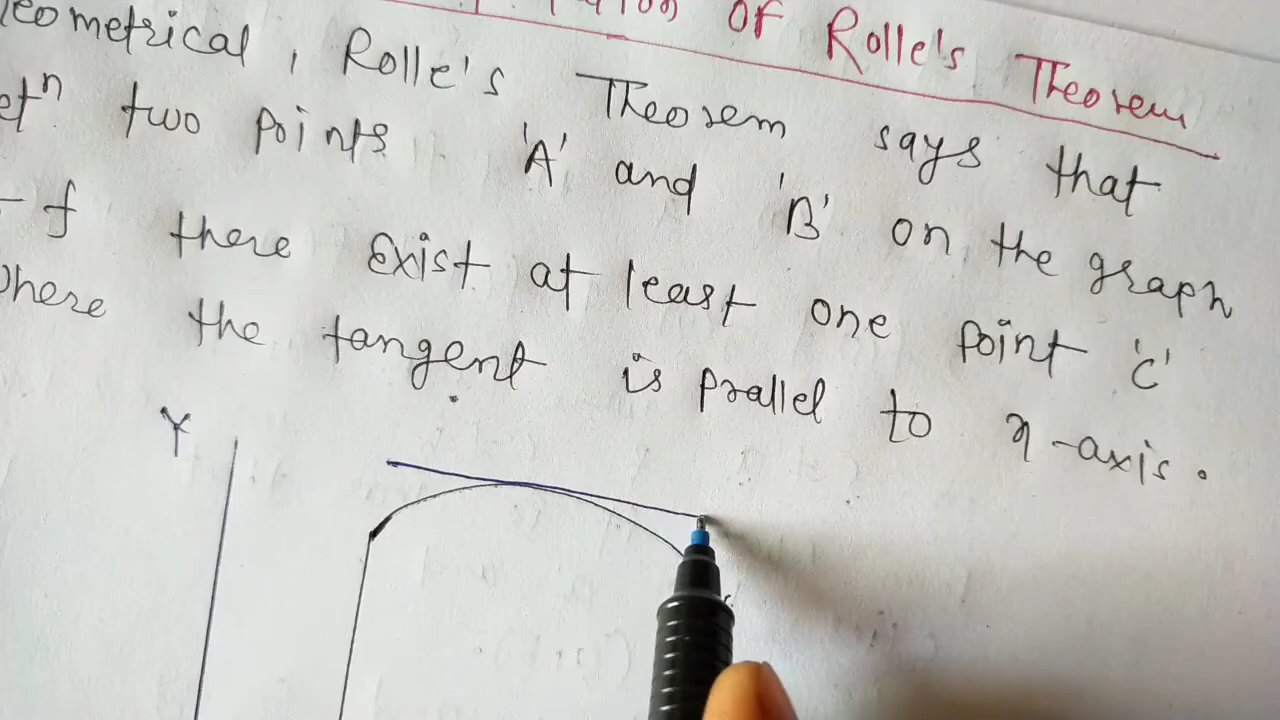 of Rolle's Theorem
eometrical, Rolle's Theorem says that
etⁿ two points 'A' and 'B' on the graph
f there Exist at least one point 'c'
where the tangent is prallel to x-axis.
Y